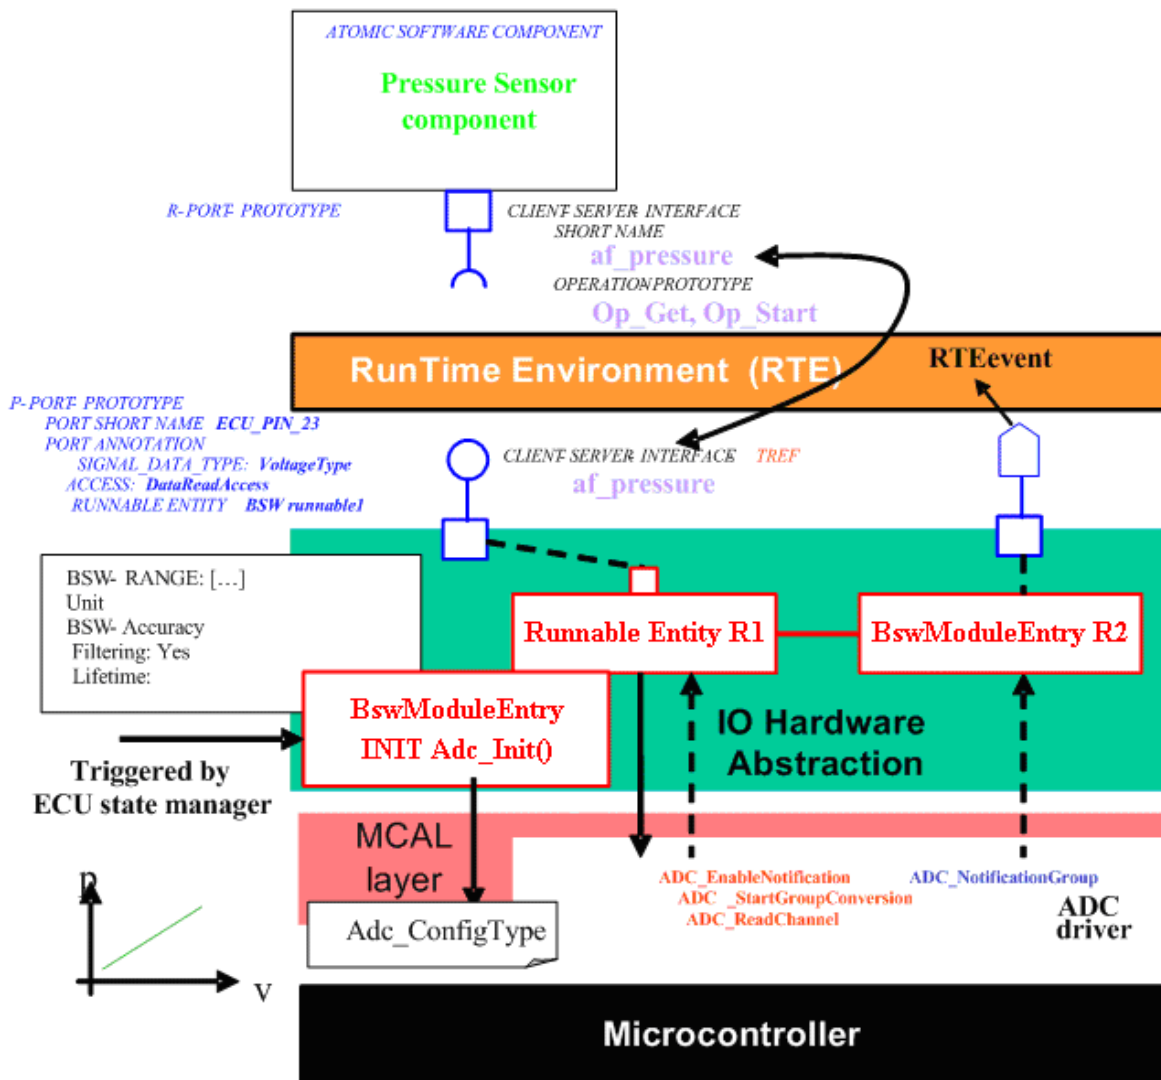 ATOMIC SOFTWARE COMPONENT
Pressure Sensor
component
R-PORT-PROTOTYPE
CLIENT-SERVER-INTERFACE
SHORT NAME
af_pressure
OPERATION-PROTOTYPE
Op_Get, Op_Start
RunTime Environment (RTE)
RTEevent
P-PORT-PROTOTYPE
PORT SHORT NAME ECU_PIN_23
PORT ANNOTATION
SIGNAL_DATA_TYPE: VoltageType
ACCESS: DataReadAccess
RUNNABLE ENTITY BSW runnable1
CLIENT-SERVER-INTERFACE TREF
af_pressure
BSW- RANGE: […]
Unit
BSW- Accuracy
Filtering: Yes
Lifetime:
Runnable Entity R1
BswModuleEntry R2
BswModuleEntry
INIT Adc_Init()
IO Hardware
Abstraction
Triggered by
ECU state manager
MCAL
layer
Adc_ConfigType
ADC_EnableNotification
ADC _StartGroupConversion
ADC_ReadChannel
ADC_NotificationGroup
ADC
driver
p
v
Microcontroller